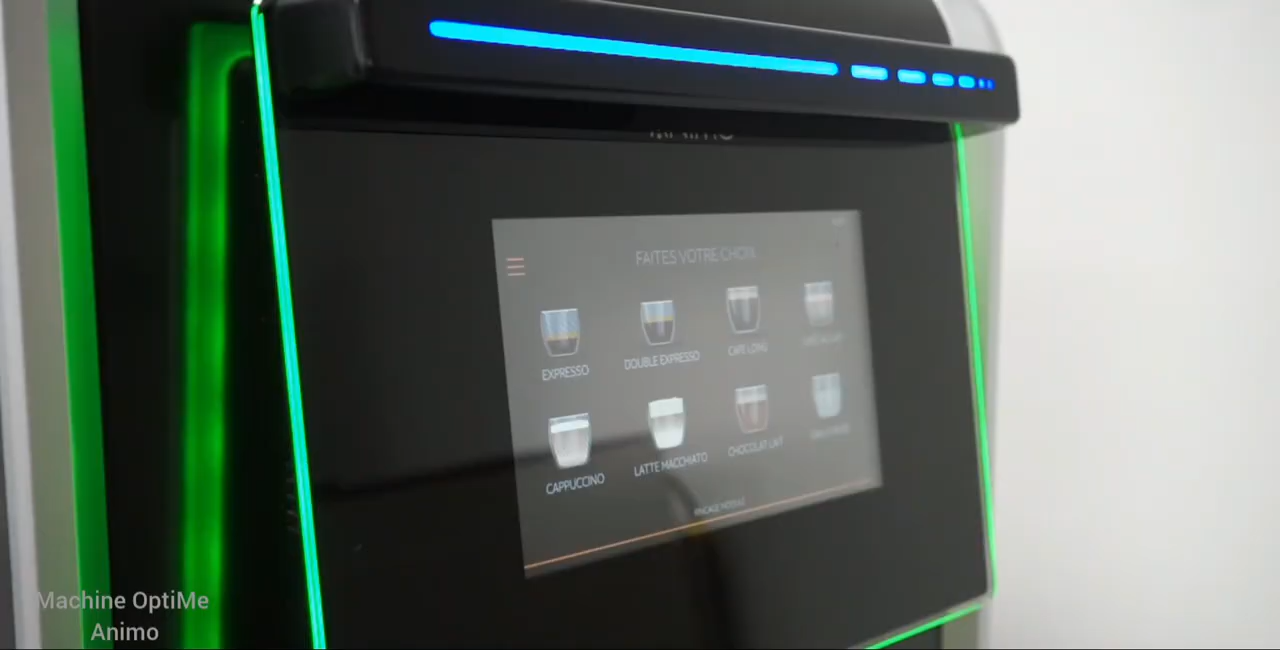 FAITES VOTRE CHOIX
EXPRESSO
DOUBLE EXPRESSO
CAFE LONG
CAPPUCCINO
LATTE MACCHIATO
CHOCOLAT LAIT
Machine OptiMe
Animo